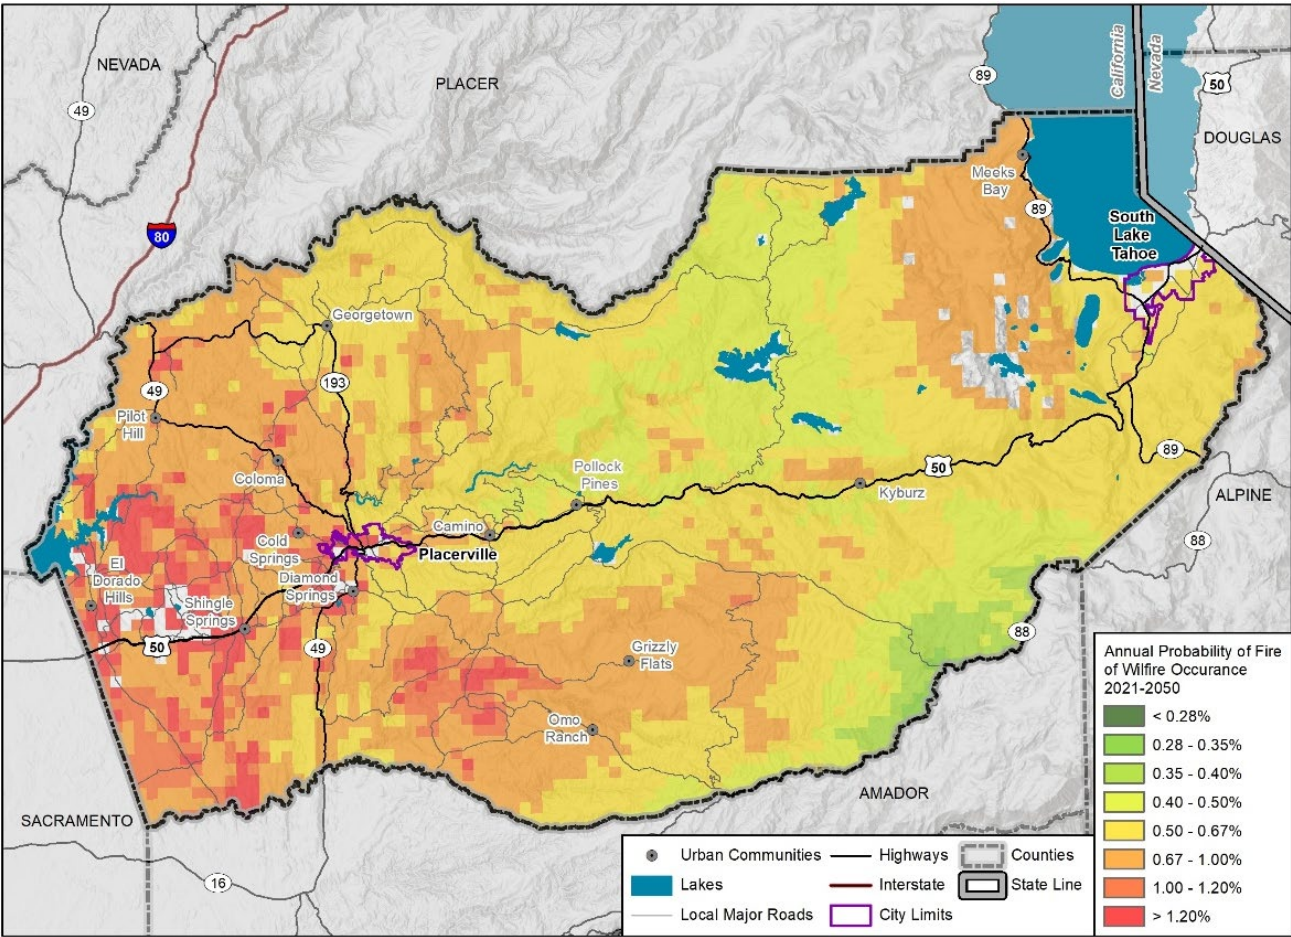 NEVADA
PLACER
89
California
Nevada
50
49
DOUGLAS
Meeks
Bay
89
80
South
Lake
Tahoe
Georgetown
49
193
Pilot
Hill
Coloma
50
89
Pollock
Pines
Kyburz
ALPINE
Camino
88
Cold
Springs
Placerville
El
Dorado
Hills
Diamond
Springs
Shingle
Springs
50
49
88
Grizzly
Flats
Omo
Ranch
AMADOR
SACRAMENTO
16
Annual Probability of Fire
of Wilfire Occurance
2021-2050
< 0.28%
0.28 - 0.35%
0.35 - 0.40%
0.40 - 0.50%
0.50 - 0.67%
0.67 - 1.00%
1.00 - 1.20%
> 1.20%
Urban Communities
Highways
Counties
Lakes
Interstate
State Line
Local Major Roads
City Limits